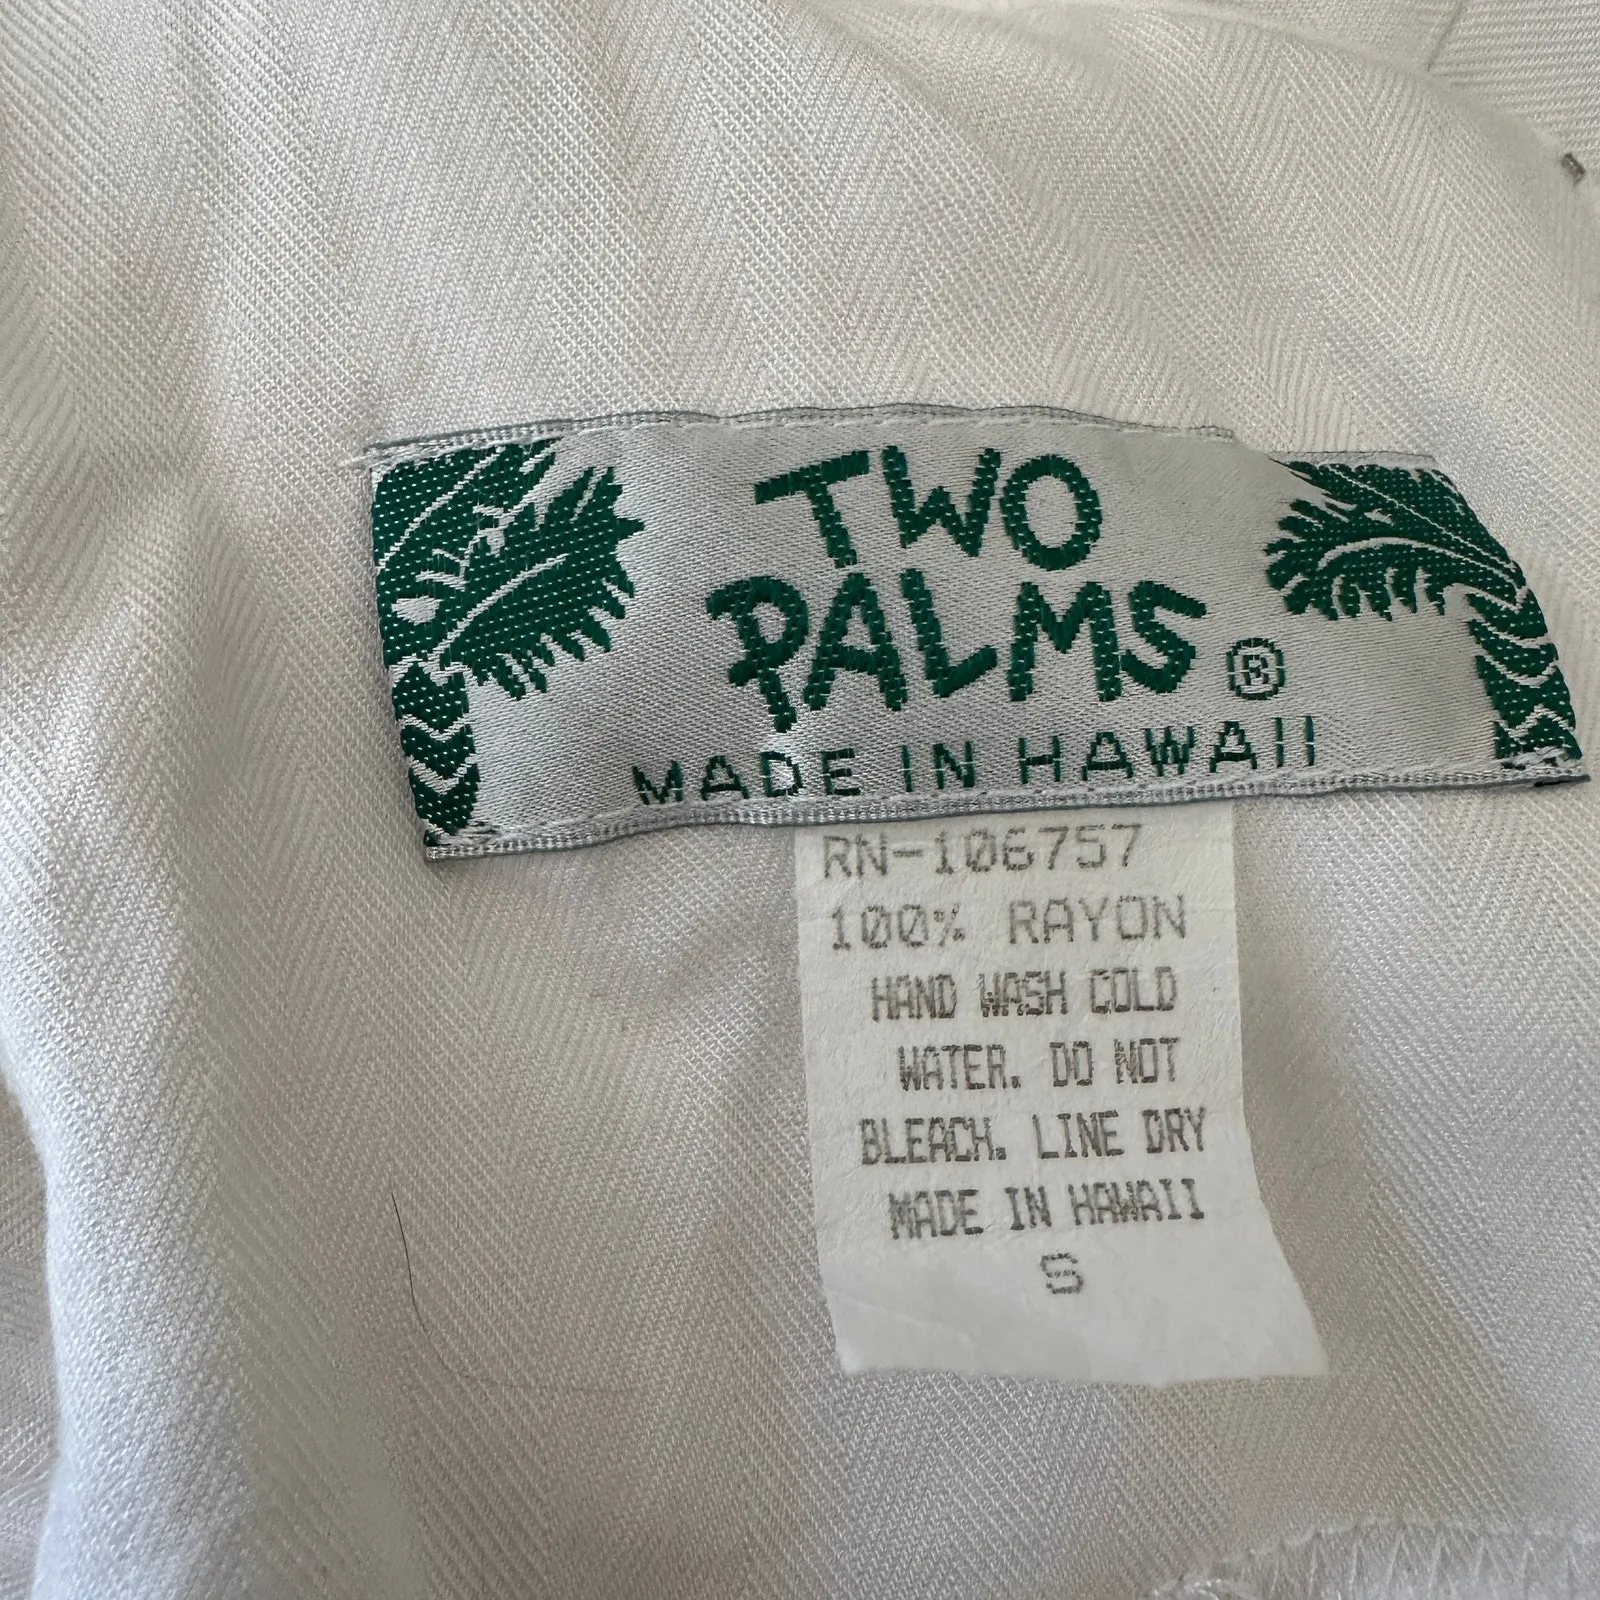 TWO
PALMS ®
MADE IN HAWAII
RN-106757
100% RAYON
HAND WASH COLD
WATER. DO NOT
BLEACH. LINE DRY
MADE IN HAWAII
S